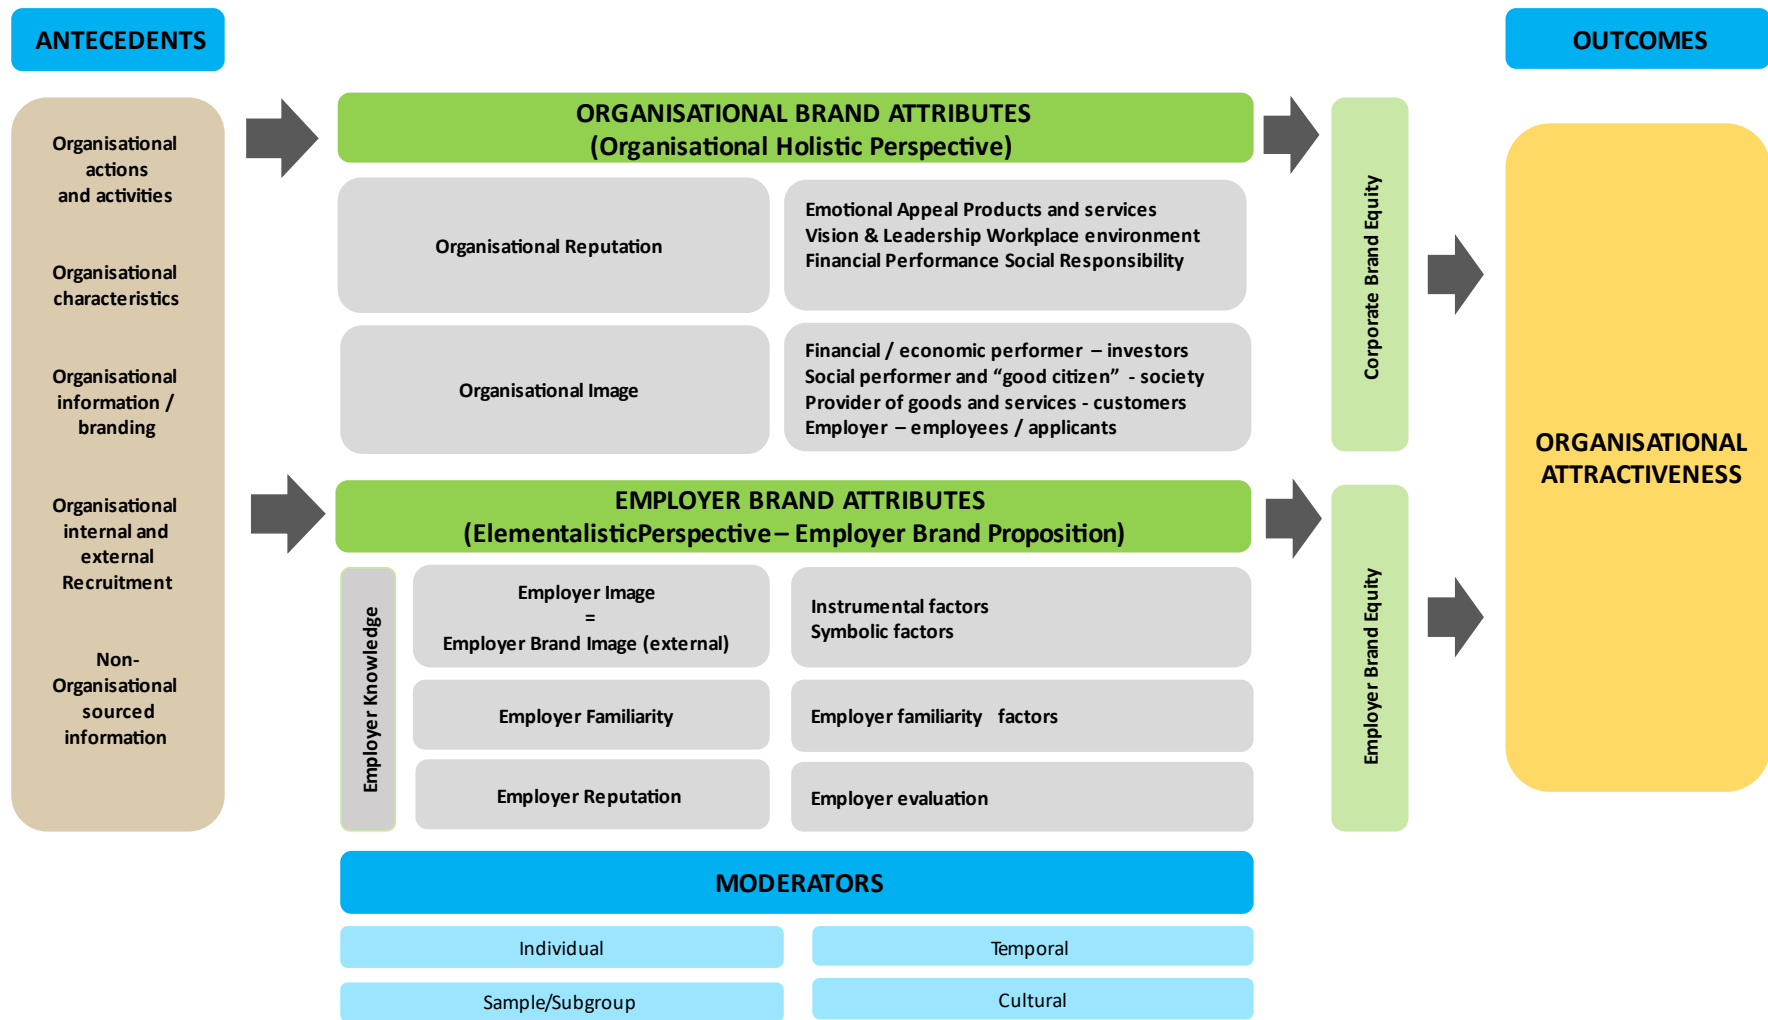 ANTECEDENTS
OUTCOMES
Organisational
actions
and activities
Organisational
characteristics
Organisational
information /
branding
Organisational
internal and
external
Recruitment
Non-
Organisational
sourced
information
ORGANISATIONAL BRAND ATTRIBUTES
(Organisational Holistic Perspective)
Organisational Reputation
Emotional Appeal Products and services
Vision & Leadership Workplace environment
Financial Performance Social Responsibility
Organisational Image
Financial / economic performer – investors
Social performer and “good citizen” - society
Provider of goods and services - customers
Employer – employees / applicants
Corporate Brand Equity
EMPLOYER BRAND ATTRIBUTES
(ElementalisticPerspective – Employer Brand Proposition)
Employer Knowledge
Employer Image
=
Employer Brand Image (external)
Instrumental factors
Symbolic factors
Employer Familiarity
Employer familiarity factors
Employer Reputation
Employer evaluation
Employer Brand Equity
ORGANISATIONAL
ATTRACTIVENESS
MODERATORS
Individual
Temporal
Sample/Subgroup
Cultural